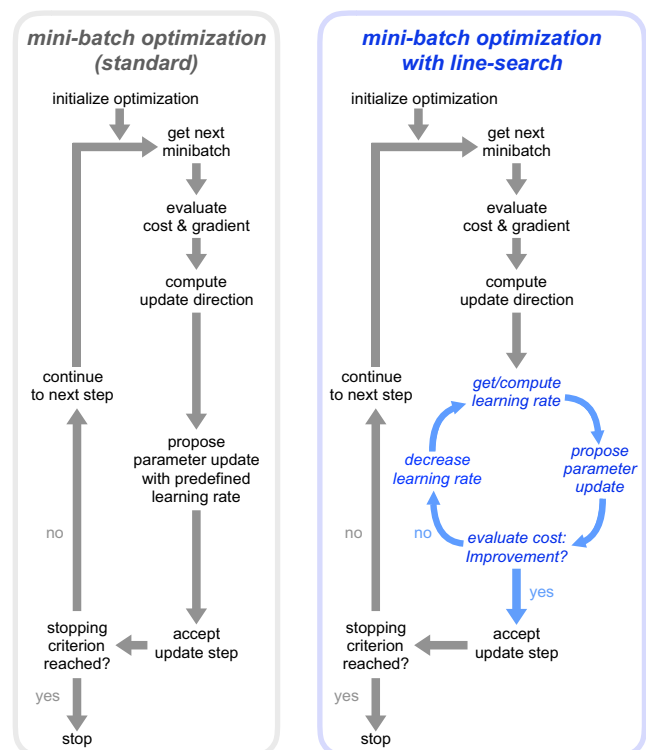 mini-batch optimization
(standard)
initialize optimization
get next
minibatch
evaluate
cost & gradient
compute
update direction
continue
to next step
propose
parameter update
with predefined
learning rate
no
stopping
criterion
reached?
accept
update step
yes
stop
mini-batch optimization
with line-search
initialize optimization
get next
minibatch
evaluate
cost & gradient
compute
update direction
continue
to next step
get/compute
learning rate
decrease
learning rate
propose
parameter
update
no
no
evaluate cost:
Improvement?
yes
stopping
criterion
reached?
accept
update step
yes
stop